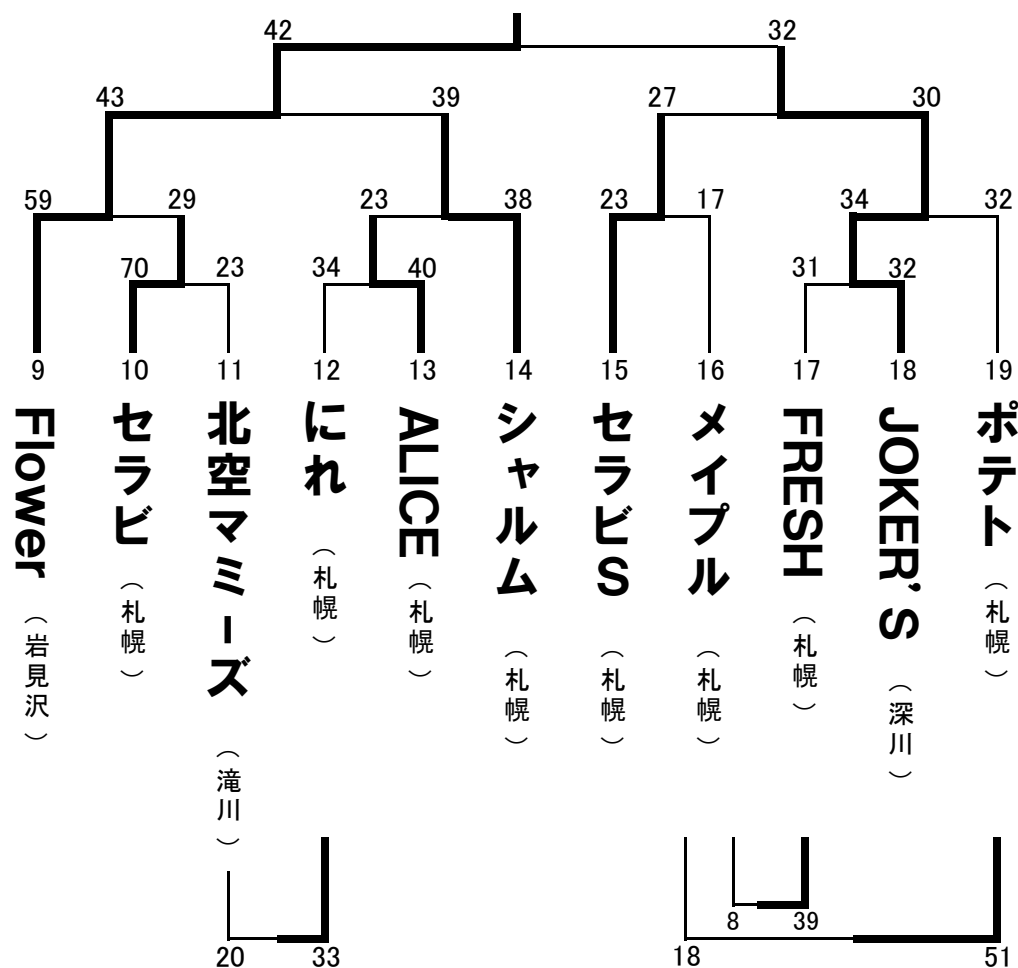 42 32
43 39 27 30
59 29 23 38 23 17 34 32
70 23 34 40 31 32
9 10 11 12 13 14 15 16 17 18 19
Flower（岩見沢）
セラビ（札幌）
北空マミーズ（滝川）
にれ（札幌）
ALICE（札幌）
シャルム（札幌）
セラビS（札幌）
メイプル（札幌）
FRESH（札幌）
JOKER'S（深川）
ポテト（札幌）
8 39
20 33 18 51